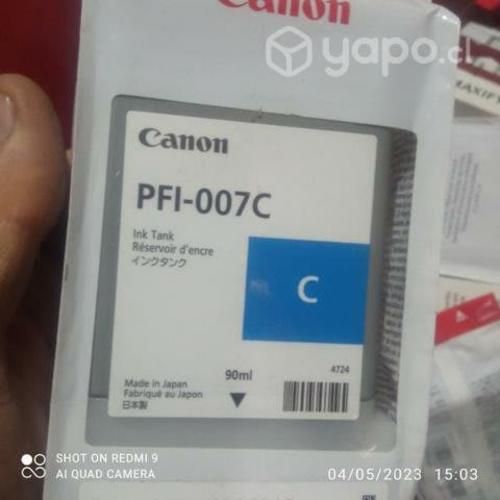 Canon
yapo.cl
MAXIFY
Canon
PFI-007C
Ink Tank
Réservoir d'encre
インクタンク
C
90ml
4724
Made in Japan
Fabriqué au Japon
日本製
SHOT ON REDMI 9
AI QUAD CAMERA
04/05/2023 15:03